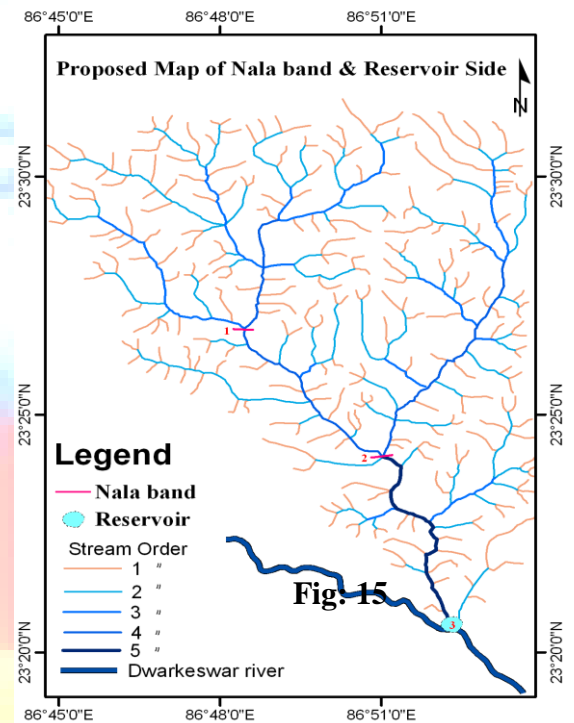 86°45'0"E 86°48'0"E 86°51'0"E
Proposed Map of Nala band & Reservoir Side
N
23°30'0"N 23°30'0"N
1
23°25'0"N 23°25'0"N
2
Legend
Nala band
Reservoir
Stream Order
1 "
2 "
3 "
4 "
5 "
Dwarkeswar river
Fig: 15
3
23°20'0"N 23°20'0"N
86°45'0"E 86°48'0"E 86°51'0"E